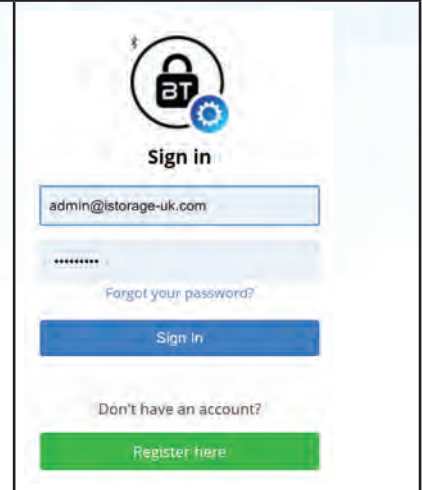 BT
Sign in
admin@istorage-uk.com
•••••••••
Forgot your password?
Sign In
Don't have an account?
Register here